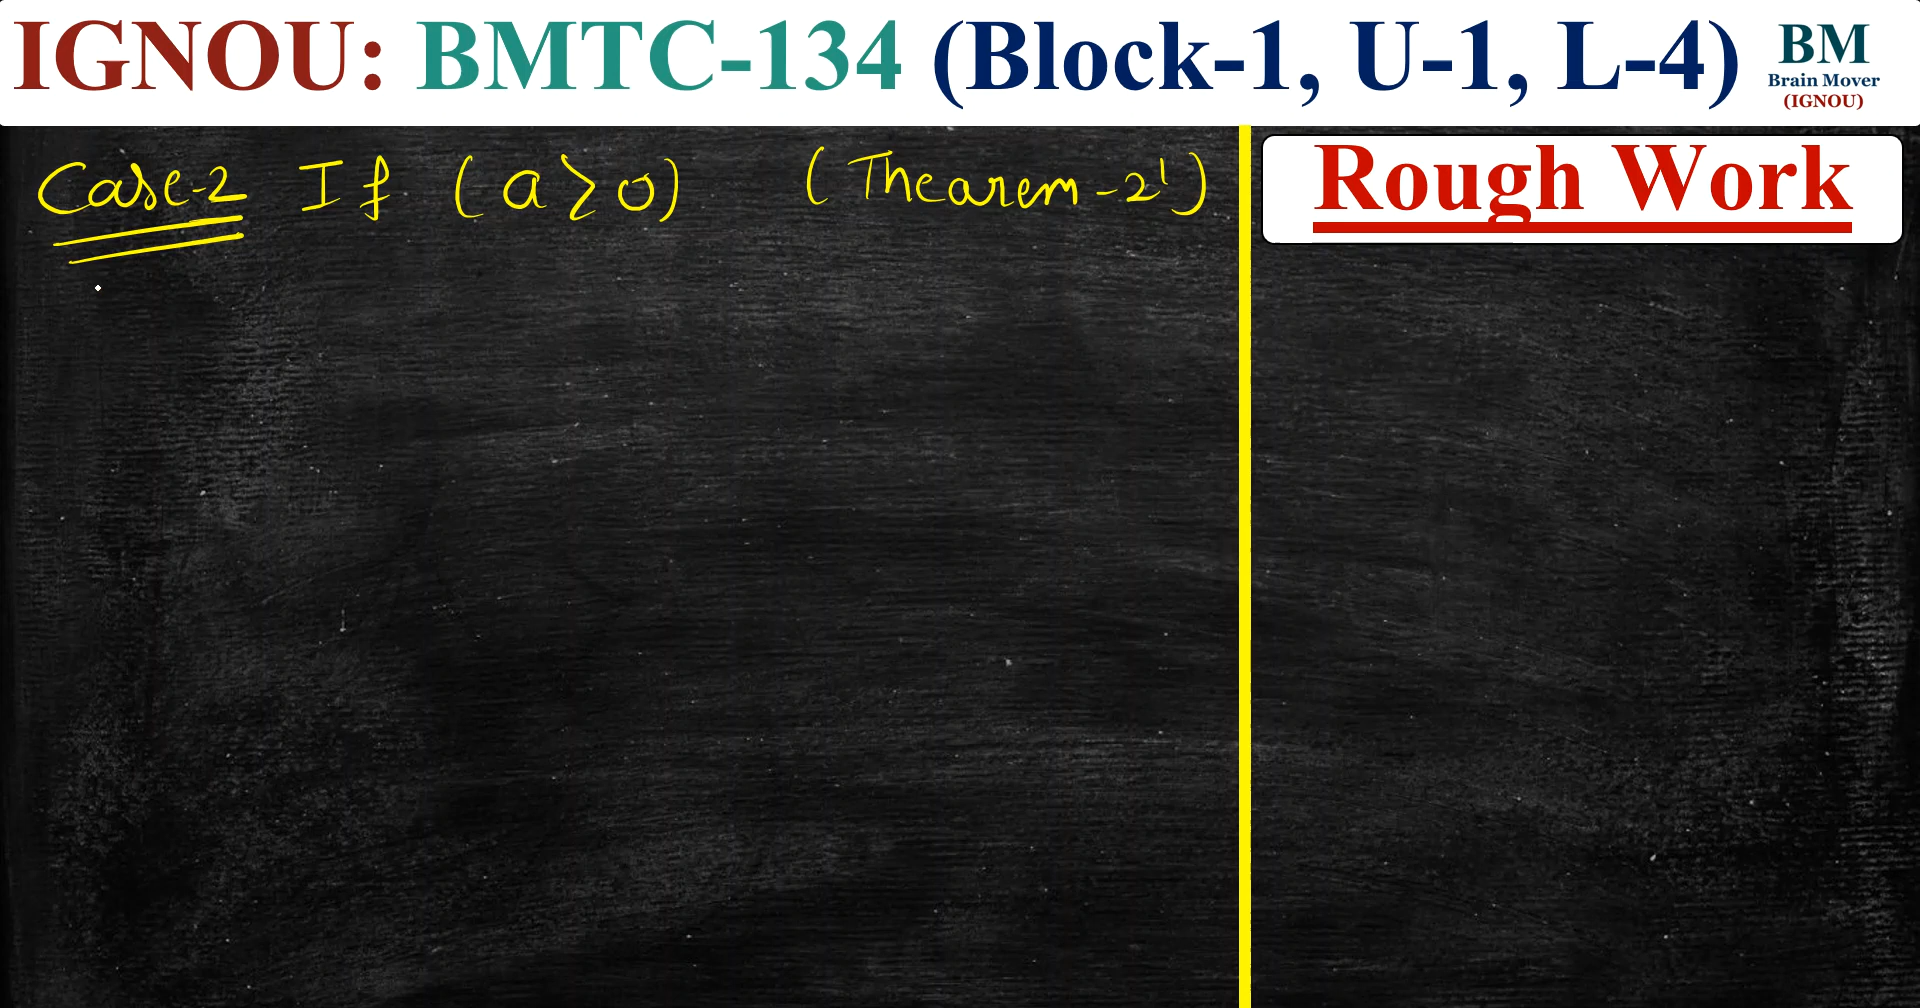 IGNOU: BMTC-134 (Block-1, U-1, L-4)
BM
Brain Mover
(IGNOU)
Case-2 If (a > 0) (Thearem-2')
Rough Work